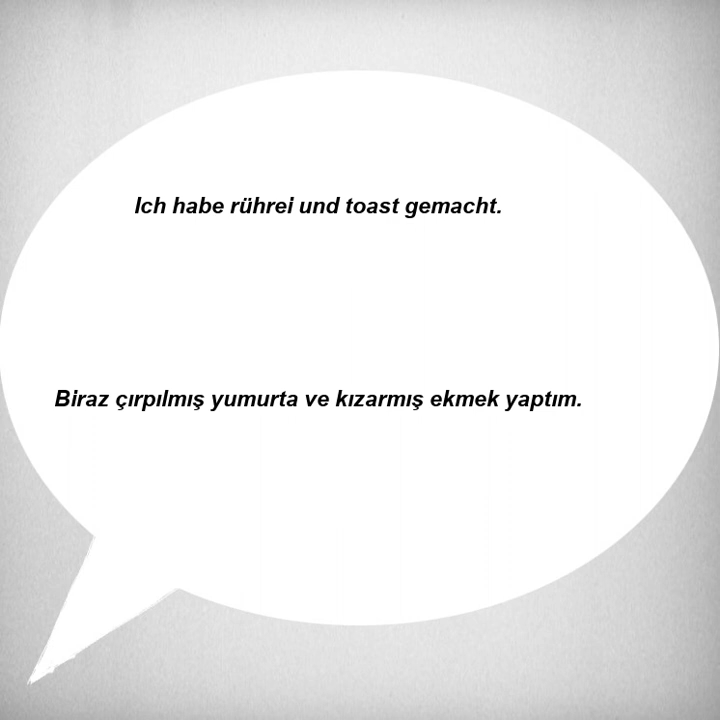 Ich habe rührei und toast gemacht.
Biraz çırpılmış yumurta ve kızarmış ekmek yaptım.